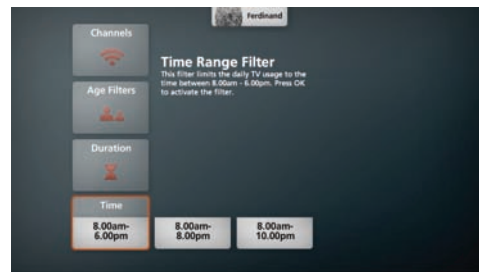 Ferdinand
Channels
Time Range Filter
This filter limits the daily TV usage to the
time between 8.00am - 6.00pm. Press OK
to activate the filter.
Age Filters
Duration
Time
8.00am-
6.00pm
8.00am-
8.00pm
8.00am-
10.00pm